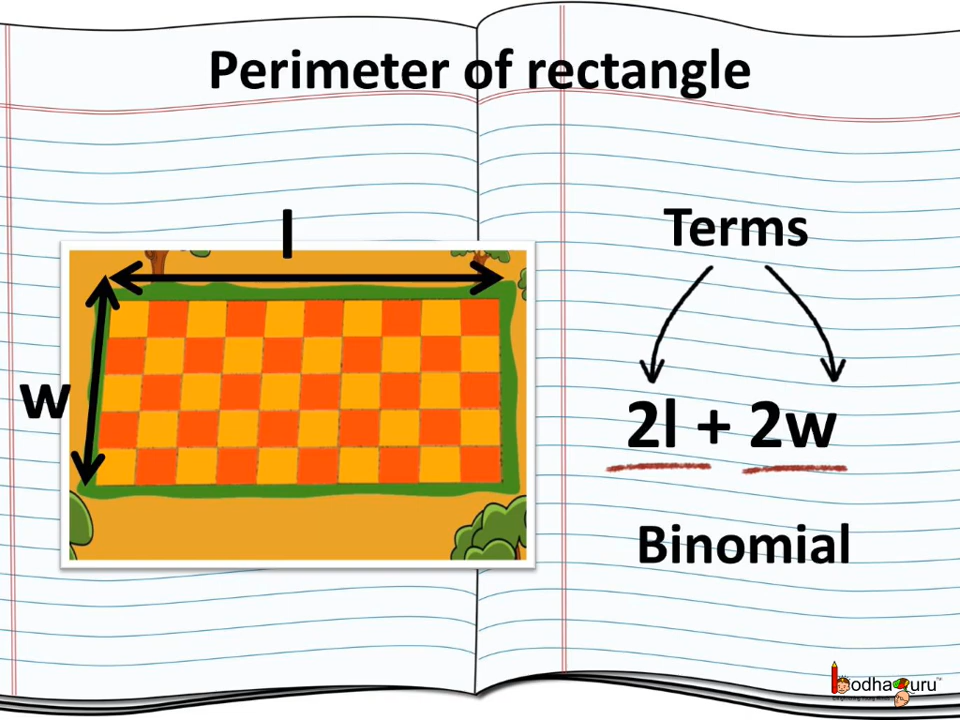 Perimeter of rectangle
l
w
Terms
2l + 2w
Binomial
bodhaguru